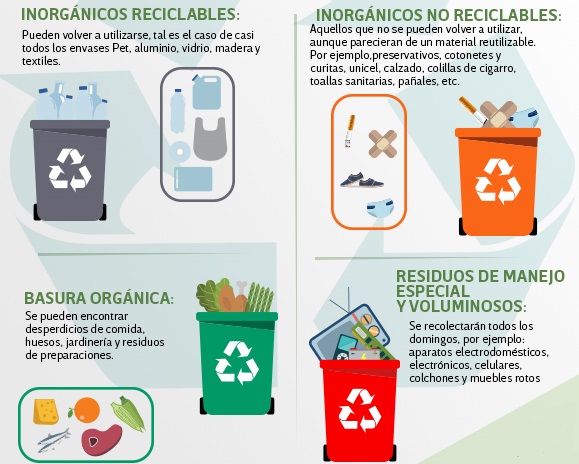 INORGÁNICOS RECICLABLES:
Pueden volver a utilizarse, tal es el caso de casi
todos los envases Pet, aluminio, vidrio, madera y
textiles.
INORGÁNICOS NO RECICLABLES:
Aquellos que no se pueden volver a utilizar,
aunque parecieran de un material reutilizable.
Por ejemplo,preservativos, cotonetes y
curitas, unicel, calzado, colillas de cigarro,
toallas sanitarias, pañales, etc.
BASURA ORGÁNICA:
Se pueden encontrar
desperdicios de comida,
huesos, jardinería y residuos
de preparaciones.
RESIDUOS DE MANEJO
ESPECIAL
Y VOLUMINOSOS:
Se recolectarán todos los
domingos, por ejemplo:
aparatos electrodomésticos,
electrónicos, celulares,
colchones y muebles rotos